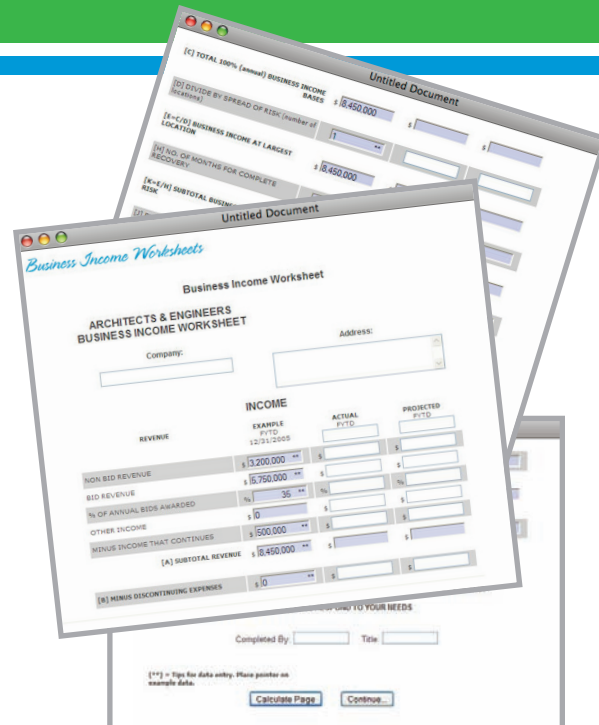 Untitled Document
[C] TOTAL 100% (annual) BUSINESS INCOME
BASES
$ 8,450,000
$
$
[D] DIVIDE BY SPREAD OF RISK (number of
locations)
1 **
[E=C/D] BUSINESS INCOME AT LARGEST
LOCATION
$ 8,450,000
[H] NO. OF MONTHS FOR COMPLETE
RECOVERY
[K=E/H] SUBTOTAL
RISK
Untitled Document
Business Income Worksheets
Business Income Worksheet
ARCHITECTS & ENGINEERS
BUSINESS INCOME WORKSHEET
Company:
Address:
INCOME
REVENUE
EXAMPLE
FYTD
12/31/2005
ACTUAL
FYTD
PROJECTED
FYTD
NON BID REVENUE $ 3,200,000 ** $ $
BID REVENUE $ 5,750,000 ** $ $
% OF ANNUAL BIDS AWARDED % 35 ** % %
OTHER INCOME $ 0 $ $
MINUS INCOME THAT CONTINUES $ 500,000 ** $ $
[A] SUBTOTAL REVENUE $ 8,450,000 ** $ $
[B] MINUS DISCONTINUING EXPENSES $ 0 ** $ $
TO YOUR NEEDS
Completed By: Title:
[**] = Tips for data entry. Place pointer on
example data.
Calculate Page
Continue...